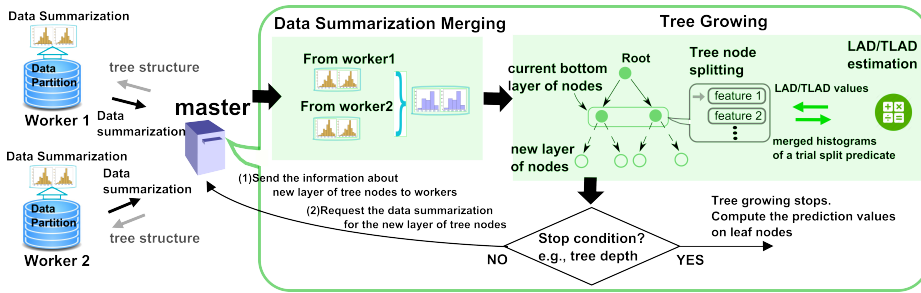 Data Summarization
Data
Partition
Worker 1
tree structure
Data
summarization
master
Data Summarization
Data
Partition
Worker 2
Data
summarization
tree structure
Data Summarization Merging
From worker1
From worker2
Tree Growing
current bottom
layer of nodes
Root
new layer
of nodes
Tree node
splitting
feature 1
feature 2
LAD/TLAD
estimation
LAD/TLAD values
merged histograms
of a trial split predicate
(1)Send the information about
new layer of tree nodes to workers
(2)Request the data summarization
for the new layer of tree nodes
Stop condition?
e.g., tree depth
NO
YES
Tree growing stops.
Compute the prediction values
on leaf nodes